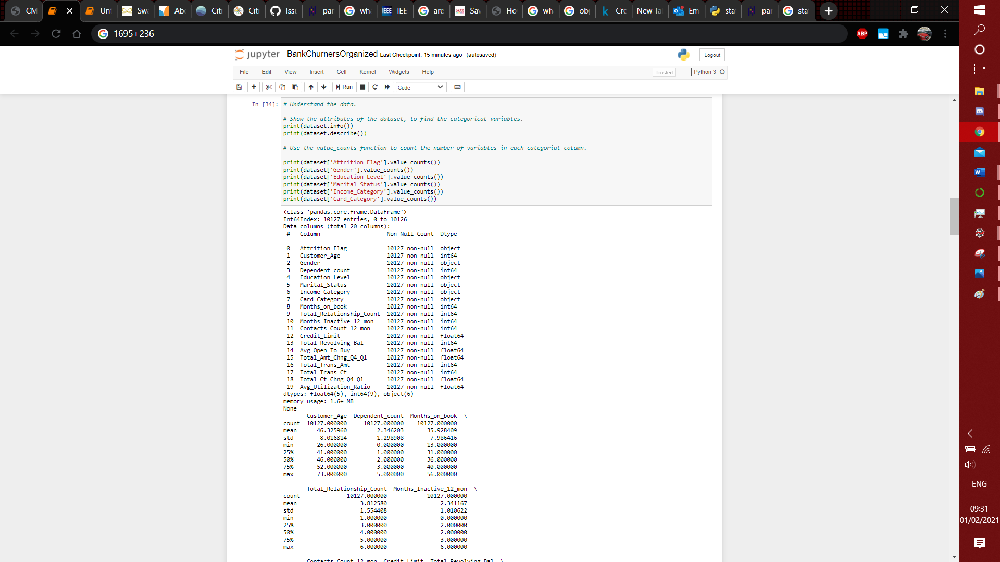 CM
Unt
Swa
Abo
Citi
Citi
Issu
par
wha
IEEE IEE
are
MSE Sav
Ho
wh
obj
k Cre
New Ta
Em
sta
par
sta
1695+236
ABP
jupyter BankChurnersOrganized Last Checkpoint: 15 minutes ago (autosaved)
Logout
File Edit View Insert Cell Kernel Widgets Help
Trusted Python 3
Run Code
In [34]: # Understand the data.
# Show the attributes of the dataset, to find the categorical variables.
print(dataset.info())
print(dataset.describe())
# Use the value_counts function to count the number of variables in each categorial column.
print(dataset['Attrition_Flag'].value_counts())
print(dataset['Gender'].value_counts())
print(dataset['Education_Level'].value_counts())
print(dataset['Marital_Status'].value_counts())
print(dataset['Income_Category'].value_counts())
print(dataset['Card_Category'].value_counts())
<class 'pandas.core.frame.DataFrame'>
Int64Index: 10127 entries, 0 to 10126
Data columns (total 20 columns):
# Column Non-Null Count Dtype
--- ------ -------------- -----
0 Attrition_Flag 10127 non-null object
1 Customer_Age 10127 non-null int64
2 Gender 10127 non-null object
3 Dependent_count 10127 non-null int64
4 Education_Level 10127 non-null object
5 Marital_Status 10127 non-null object
6 Income_Category 10127 non-null object
7 Card_Category 10127 non-null object
8 Months_on_book 10127 non-null int64
9 Total_Relationship_Count 10127 non-null int64
10 Months_Inactive_12_mon 10127 non-null int64
11 Contacts_Count_12_mon 10127 non-null int64
12 Credit_Limit 10127 non-null float64
13 Total_Revolving_Bal 10127 non-null int64
14 Avg_Open_To_Buy 10127 non-null float64
15 Total_Amt_Chng_Q4_Q1 10127 non-null float64
16 Total_Trans_Amt 10127 non-null int64
17 Total_Trans_Ct 10127 non-null int64
18 Total_Ct_Chng_Q4_Q1 10127 non-null float64
19 Avg_Utilization_Ratio 10127 non-null float64
dtypes: float64(5), int64(9), object(6)
memory usage: 1.6+ MB
None
Customer_Age Dependent_count Months_on_book \
count 10127.000000 10127.000000 10127.000000
mean 46.325960 2.346203 35.928409
std 8.016814 1.298908 7.986416
min 26.000000 0.000000 13.000000
25% 41.000000 1.000000 31.000000
50% 46.000000 2.000000 36.000000
75% 52.000000 3.000000 40.000000
max 73.000000 5.000000 56.000000
Total_Relationship_Count Months_Inactive_12_mon \
count 10127.000000 10127.000000
mean 3.812580 2.341167
std 1.554408 1.010622
min 1.000000 0.000000
25% 3.000000 2.000000
50% 4.000000 2.000000
75% 5.000000 3.000000
max 6.000000 6.000000
Contacts_Count_12_mon Credit_Limit Total_Revolving_Bal \
ENG
09:31
01/02/2021